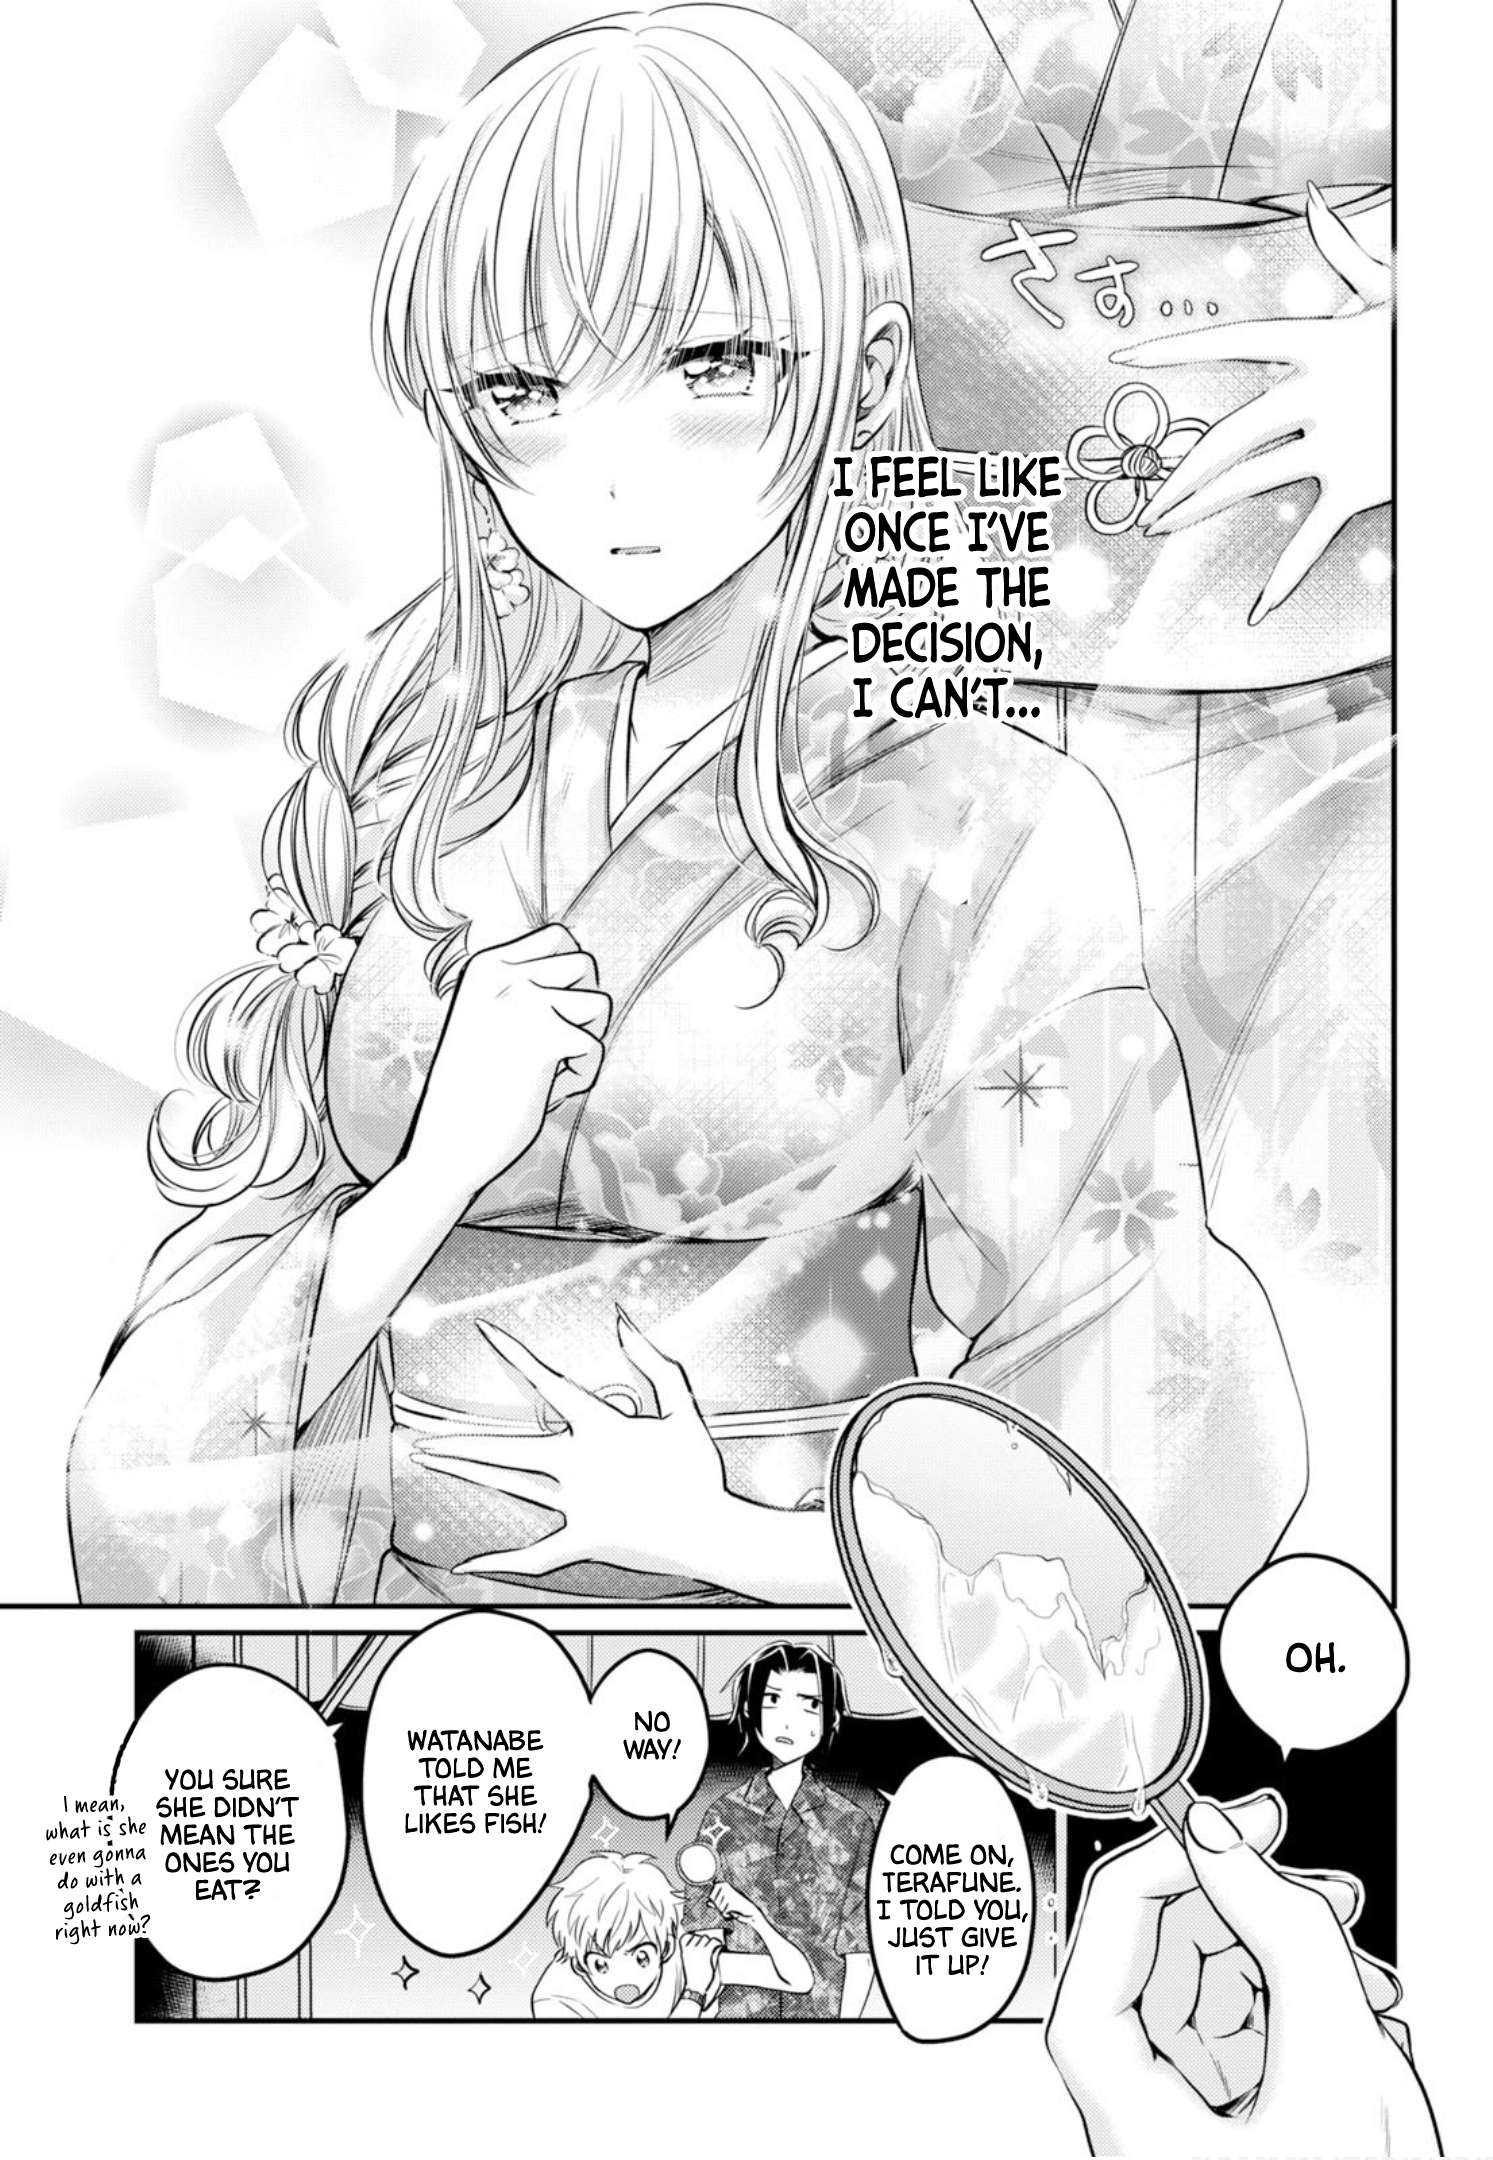 さす...
I FEEL LIKE
ONCE I'VE
MADE THE
DECISION,
I CAN'T...
OH.
COME ON,
TERAFUNE.
I TOLD YOU,
JUST GIVE
IT UP!
NO
WAY!
WATANABE
TOLD ME
THAT SHE
LIKES FISH!
YOU SURE
SHE DIDN'T
MEAN THE
ONES YOU
EAT?
I mean,
what is she
even gonna
do with a
goldfish
right now?